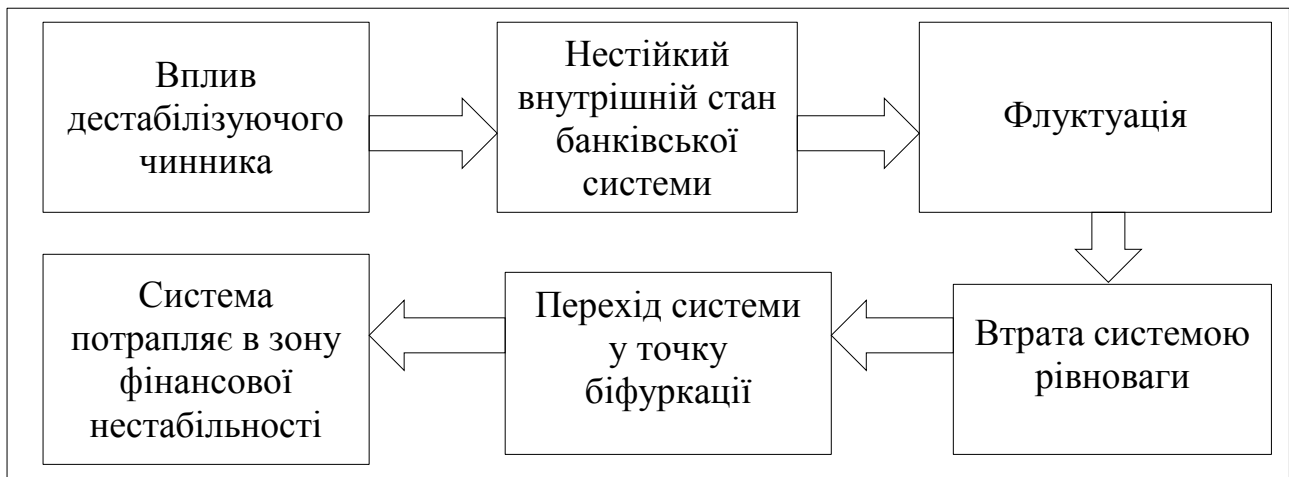 Вплив
дестабілізуючого
чинника
Нестійкий
внутрішній стан
банківської
системи
Флуктуація
Втрата системою
рівноваги
Перехід системи
у точку
біфуркації
Система
потрапляє в зону
фінансової
нестабільності